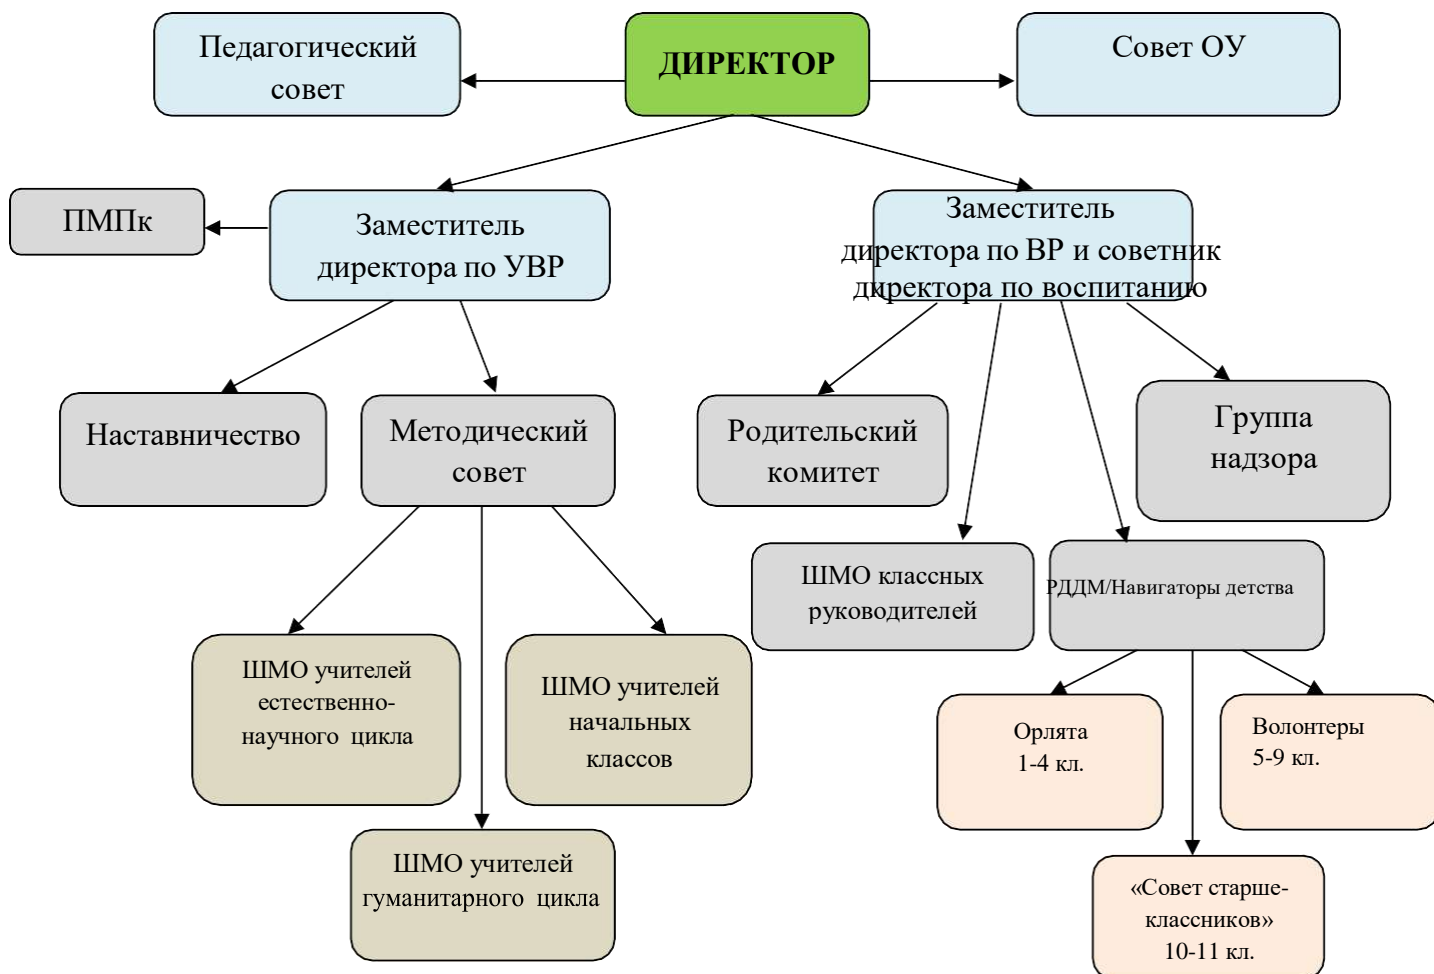 Педагогический
совет
ДИРЕКТОР
Совет ОУ
ПМПк
Заместитель
директора по УВР
Заместитель
директора по ВР и советник
директора по воспитанию
Наставничество
Методический
совет
Родительский
комитет
Группа
надзора
ШМО классных
руководителей
РДДМ/Навигаторы детства
ШМО учителей
естественно-
научного цикла
ШМО учителей
начальных
классов
Орлята
1-4 кл.
Волонтеры
5-9 кл.
ШМО учителей
гуманитарного цикла
«Совет старше-
классников»
10-11 кл.